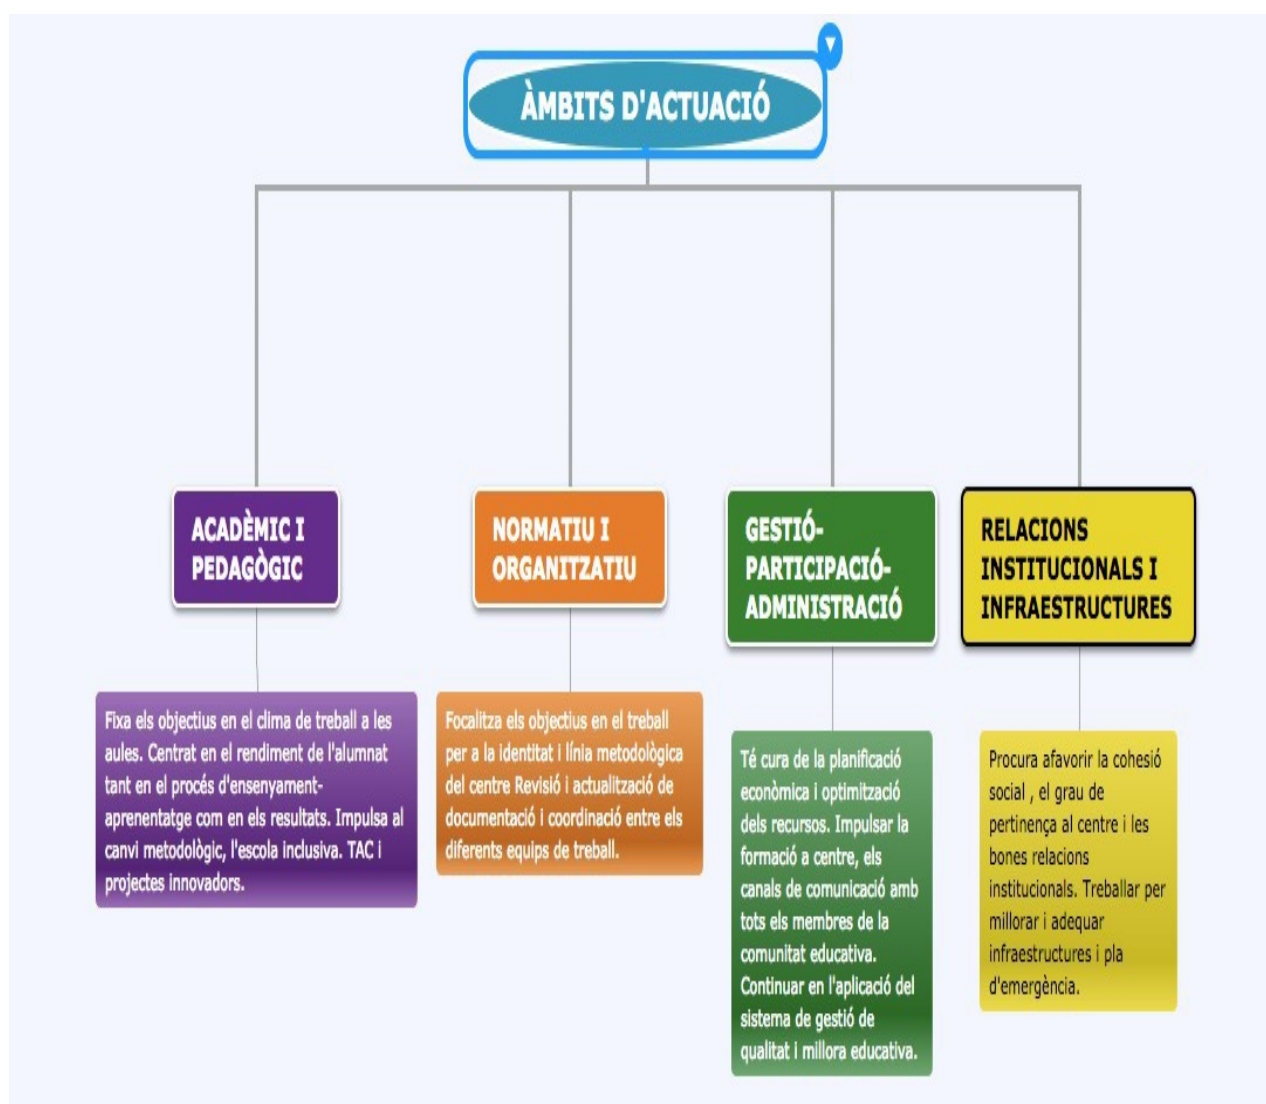 ÀMBITS D'ACTUACIÓ
ACADÈMIC I
PEDAGÒGIC
NORMATIU I
ORGANITZATIU
GESTIÓ-
PARTICIPACIÓ-
ADMINISTRACIÓ
RELACIONS
INSTITUCIONALS I
INFRAESTRUCTURES
Fixa els objectius en el clima de treball a les
aules. Centrat en el rendiment de l'alumnat
tant en el procés d'ensenyament-
aprenentatge com en els resultats. Impulsa al
canvi metodològic, l'escola inclusiva. TAC i
projectes innovadors.
Focalitza els objectius en el treball
per a la identitat i línia metodològica
del centre Revisió i actualització de
documentació i coordinació entre els
diferents equips de treball.
Té cura de la planificació
econòmica i optimització
dels recursos. Impulsar la
formació a centre, els
canals de comunicació amb
tots els membres de la
comunitat educativa.
Continuar en l'aplicació del
sistema de gestió de
qualitat i millora educativa.
Procura afavorir la cohesió
social , el grau de
pertinença al centre i les
bones relacions
institucionals. Treballar per
millorar i adequar
infraestructures i pla
d'emergència.